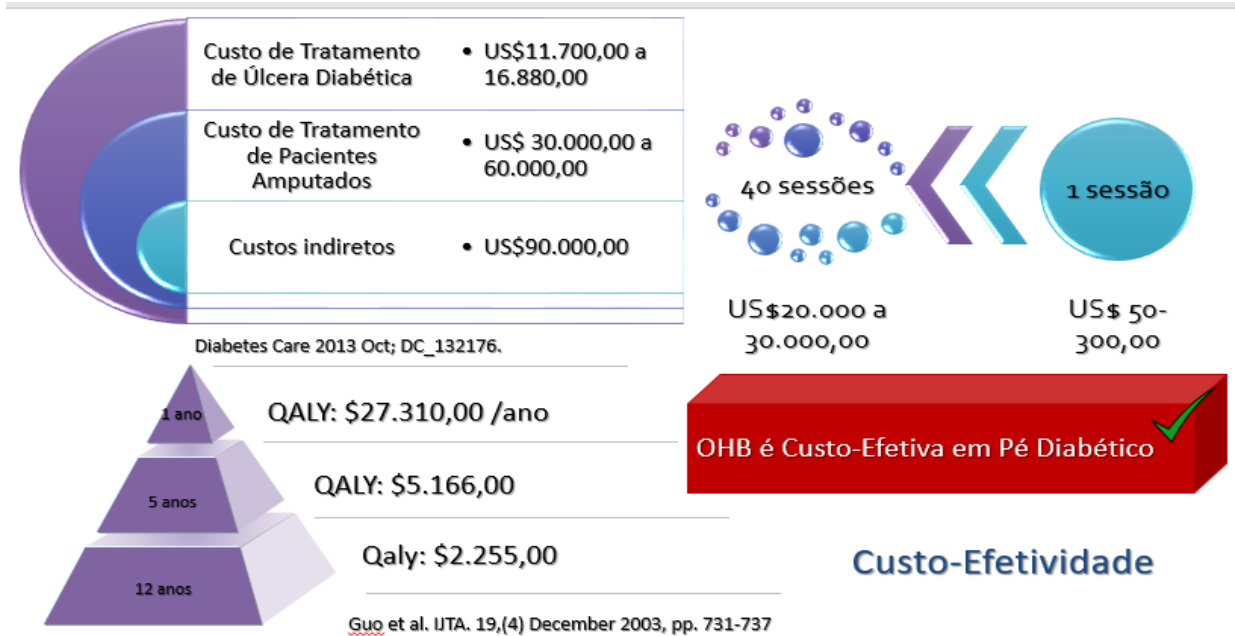 Custo de Tratamento
de Úlcera Diabética
• US$11.700,00 a
16.880,00
Custo de Tratamento
de Pacientes
Amputados
• US$ 30.000,00 a
60.000,00
Custos indiretos
• US$90.000,00
Diabetes Care 2013 Oct; DC_132176.
40 sessões
1 sessão
US$20.000 a
30.000,00
US$ 50-
300,00
1 ano
QALY: $27.310,00 /ano
5 anos
QALY: $5.166,00
12 anos
Qaly: $2.255,00
Guo et al. IJTA. 19,(4) December 2003, pp. 731-737
OHB é Custo-Efetiva em Pé Diabético
Custo-Efetividade